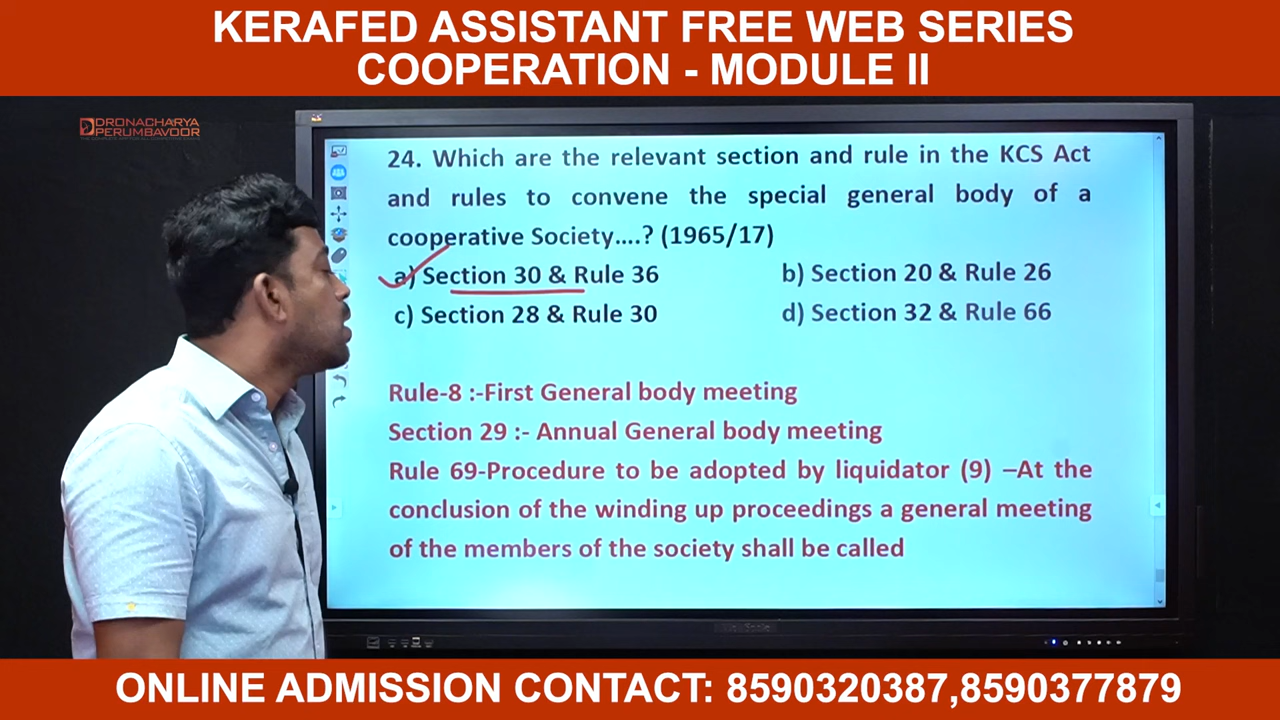 KERAFED ASSISTANT FREE WEB SERIES
COOPERATION - MODULE II
DRONACHARYA
PERUMBAVOOR
24. Which are the relevant section and rule in the KCS Act
and rules to convene the special general body of a
cooperative Society....? (1965/17)
a) Section 30 & Rule 36 b) Section 20 & Rule 26
c) Section 28 & Rule 30 d) Section 32 & Rule 66
Rule-8 :-First General body meeting
Section 29 :- Annual General body meeting
Rule 69-Procedure to be adopted by liquidator (9) –At the
conclusion of the winding up proceedings a general meeting
of the members of the society shall be called
ONLINE ADMISSION CONTACT: 8590320387,8590377879